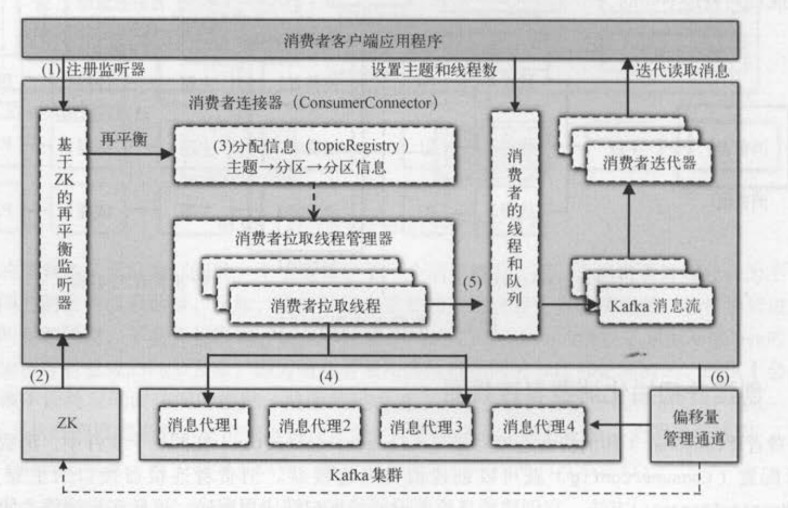 消费者客户端应用程序
(1) 注册监听器
设置主题和线程数
迭代读取消息
消费者连接器（ConsumerConnector）
基于ZK的再平衡监听器
再平衡
(3)分配信息（topicRegistry）
主题→分区→分区信息
消费者的线程和队列
消费者迭代器
消费者拉取线程管理器
消费者拉取线程
(5)
Kafka 消息流
(2)
(4)
(6)
ZK
消息代理1
消息代理2
消息代理3
消息代理4
偏移量
管理通道
Kafka 集群